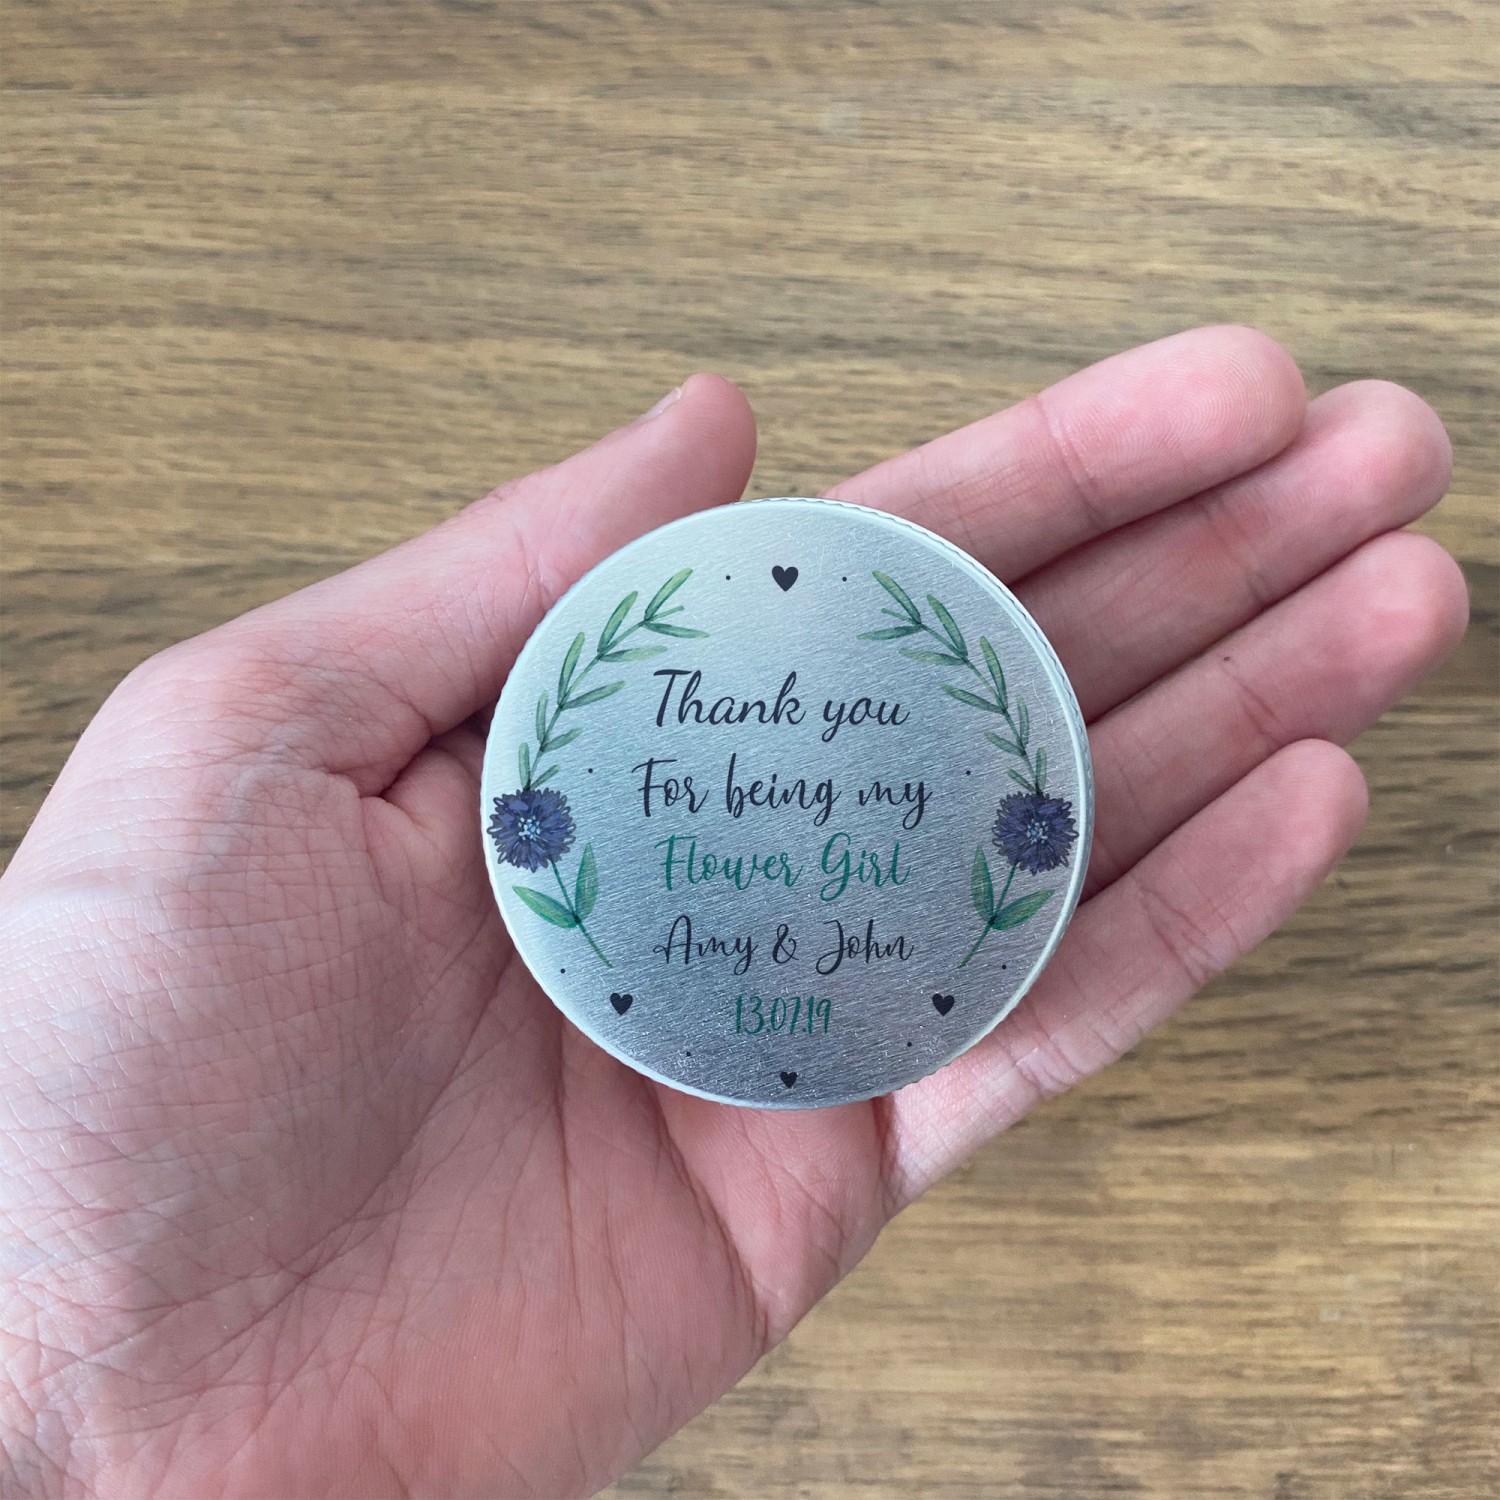 Thank you
For being my
Flower Girl
Amy & John
13.07.19